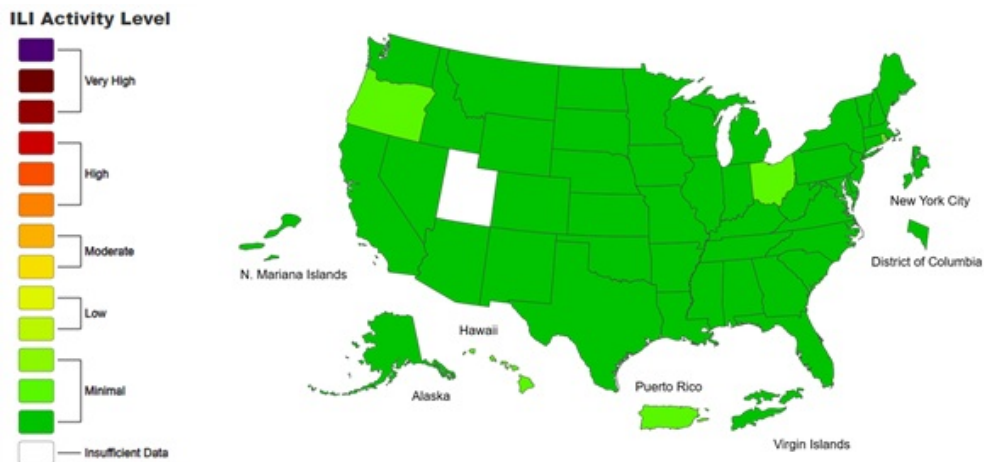 ILI Activity Level
Very High
High
Moderate
Low
Minimal
Insufficient Data
N. Mariana Islands
Hawaii
Alaska
Puerto Rico
Virgin Islands
New York City
District of Columbia